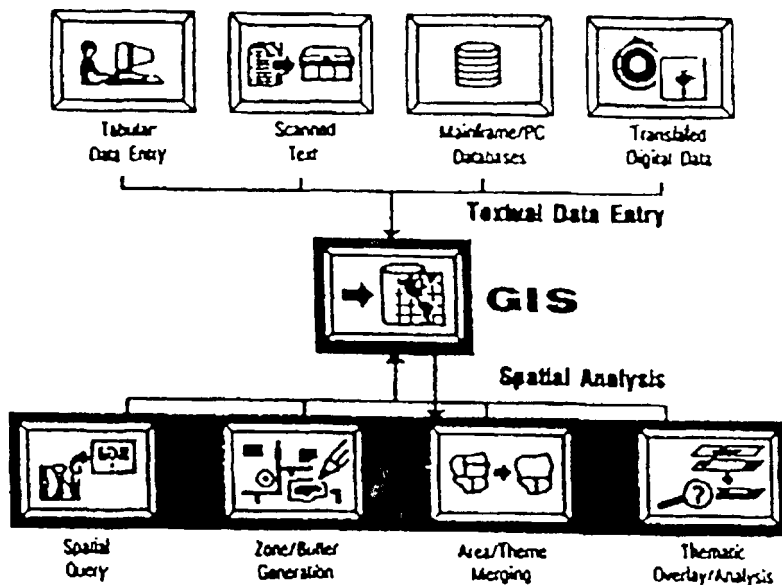 Tabular
Data Entry
Scanned
Text
Mainframe/PC
Databases
Translated
Digital Data
Textual Data Entry
GIS
Spatial Analysis
Spatial
Query
Zone/Buffer
Generation
Area/Theme
Merging
Thematic
Overlay/Analysis